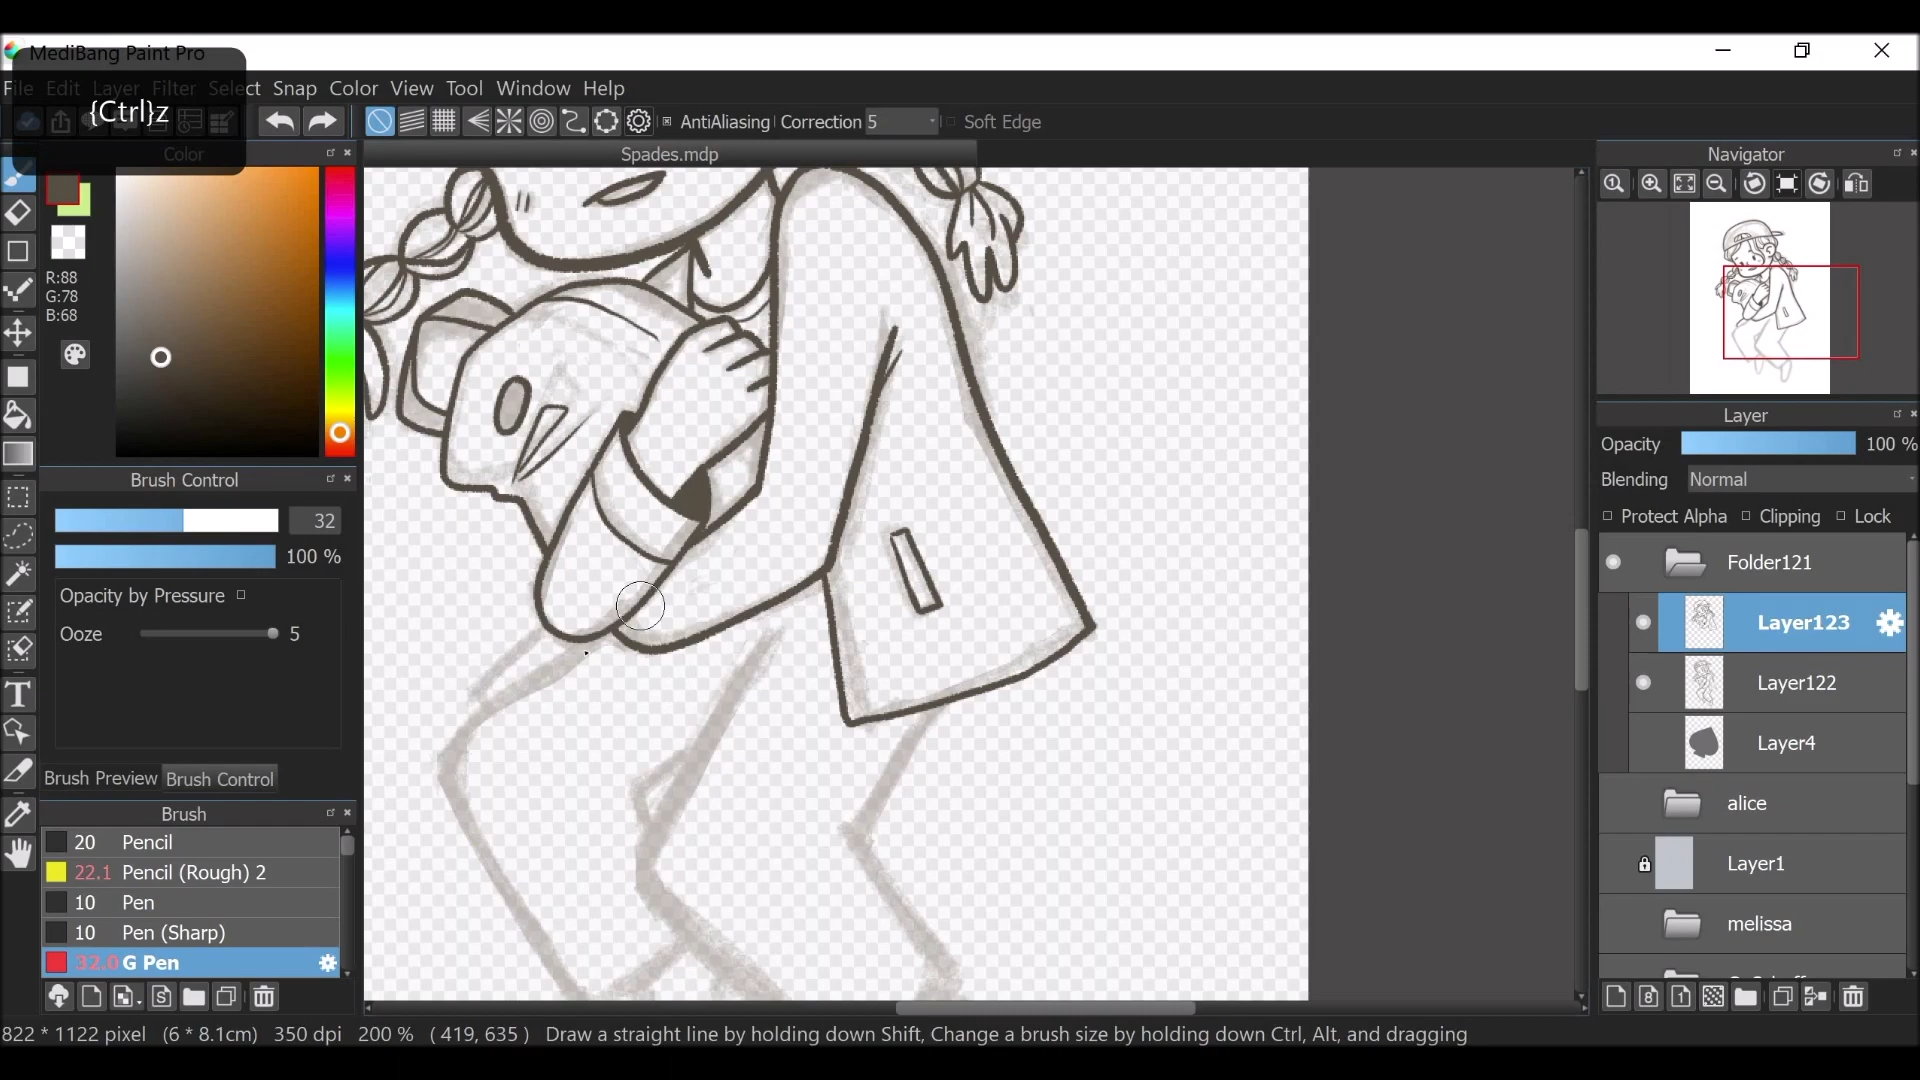 MediBang Paint Pro
File Edit Layer Filter Select Snap Color View Tool Window Help
{Ctrl}z
AntiAliasing Correction 5 Soft Edge
Color
Spades.mdp
Navigator
R:88
G:78
B:68
Layer
Opacity 100 %
Blending Normal
Protect Alpha Clipping Lock
Brush Control
32
100 %
Opacity by Pressure
Ooze 5
Folder121
Layer123
Layer122
Layer4
alice
Layer1
melissa
Brush Preview Brush Control
Brush
20 Pencil
22.1 Pencil (Rough) 2
10 Pen
10 Pen (Sharp)
32.0 G Pen
822 * 1122 pixel (6 * 8.1cm) 350 dpi 200 % ( 419, 635 ) Draw a straight line by holding down Shift, Change a brush size by holding down Ctrl, Alt, and dragging